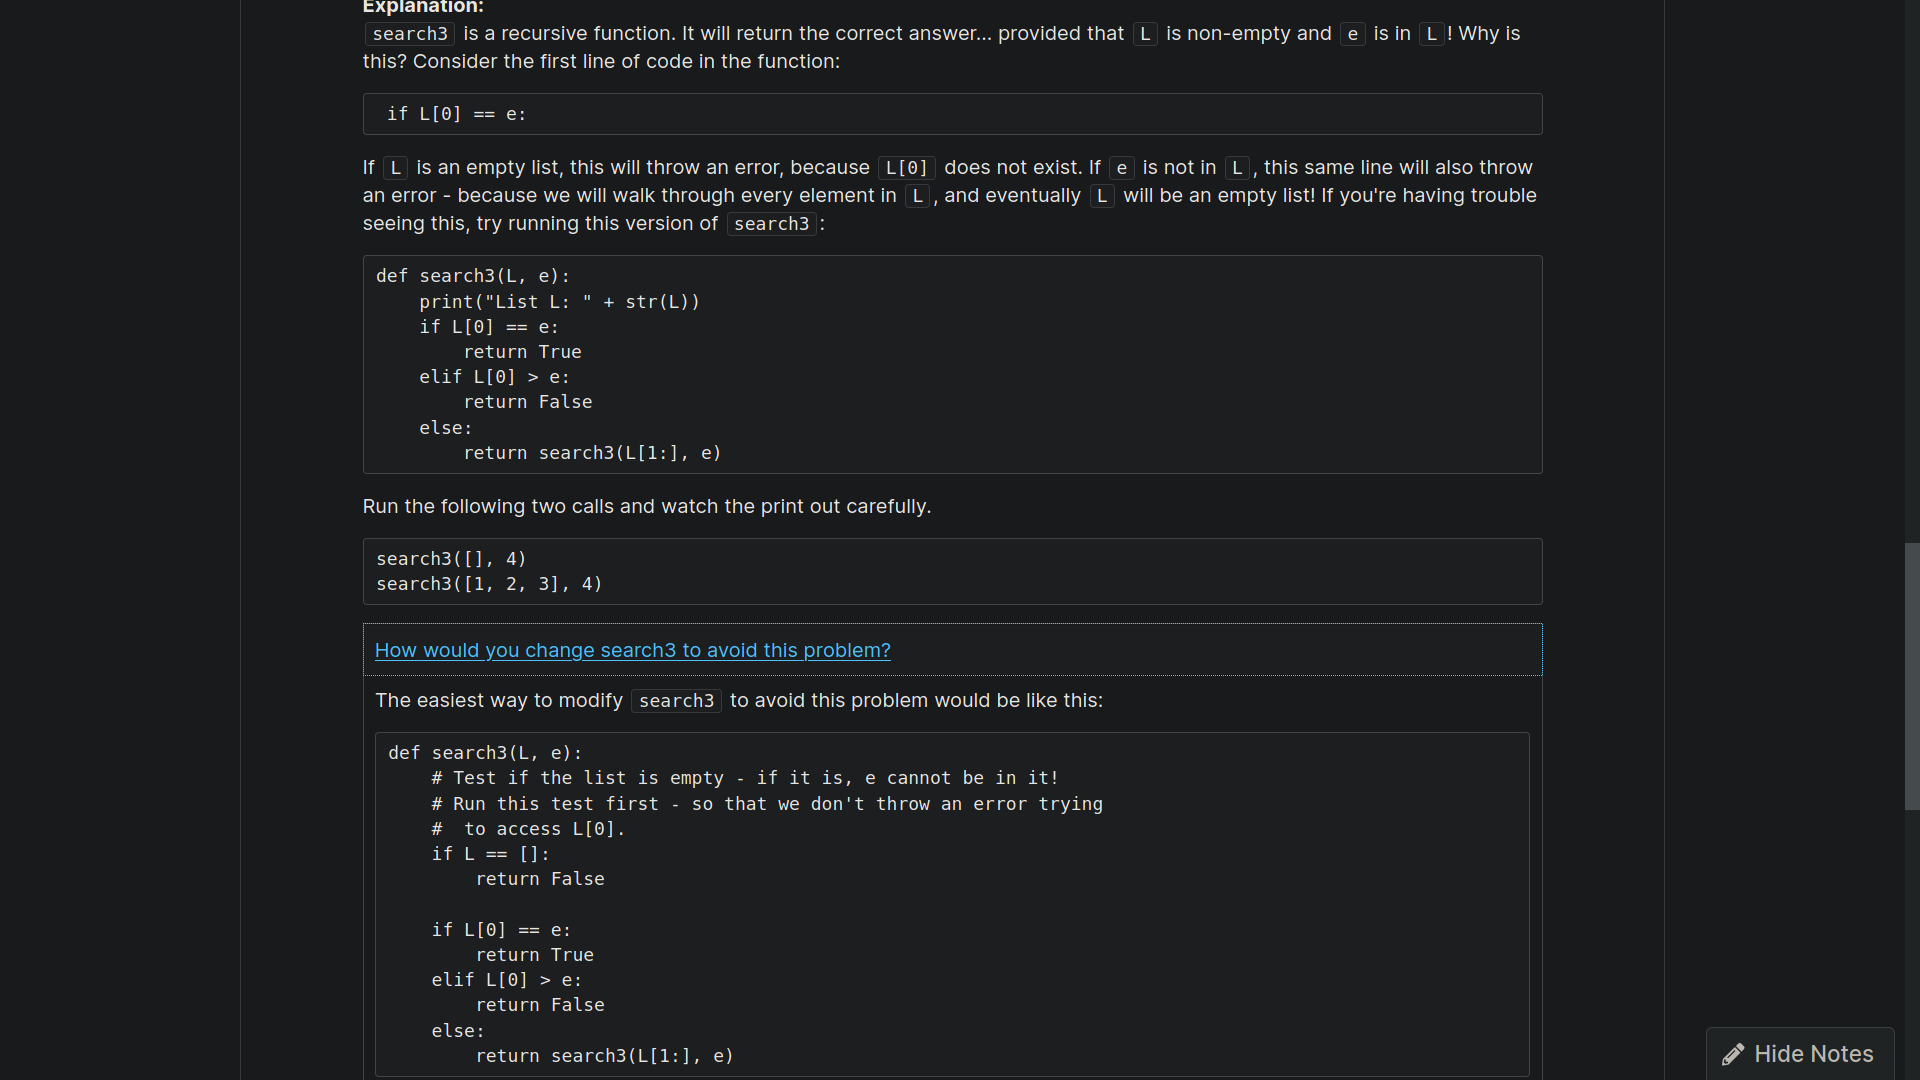 Explanation:
search3 is a recursive function. It will return the correct answer... provided that L is non-empty and e is in L! Why is
this? Consider the first line of code in the function:
if L[0] == e:
If L is an empty list, this will throw an error, because L[0] does not exist. If e is not in L, this same line will also throw
an error - because we will walk through every element in L, and eventually L will be an empty list! If you're having trouble
seeing this, try running this version of search3:
def search3(L, e):
    print("List L: " + str(L))
    if L[0] == e:
        return True
    elif L[0] > e:
        return False
    else:
        return search3(L[1:], e)
Run the following two calls and watch the print out carefully.
search3([], 4)
search3([1, 2, 3], 4)
How would you change search3 to avoid this problem?
The easiest way to modify search3 to avoid this problem would be like this:
def search3(L, e):
    # Test if the list is empty - if it is, e cannot be in it!
    # Run this test first - so that we don't throw an error trying
    #  to access L[0].
    if L == []:
        return False
    if L[0] == e:
        return True
    elif L[0] > e:
        return False
    else:
        return search3(L[1:], e)
Hide Notes